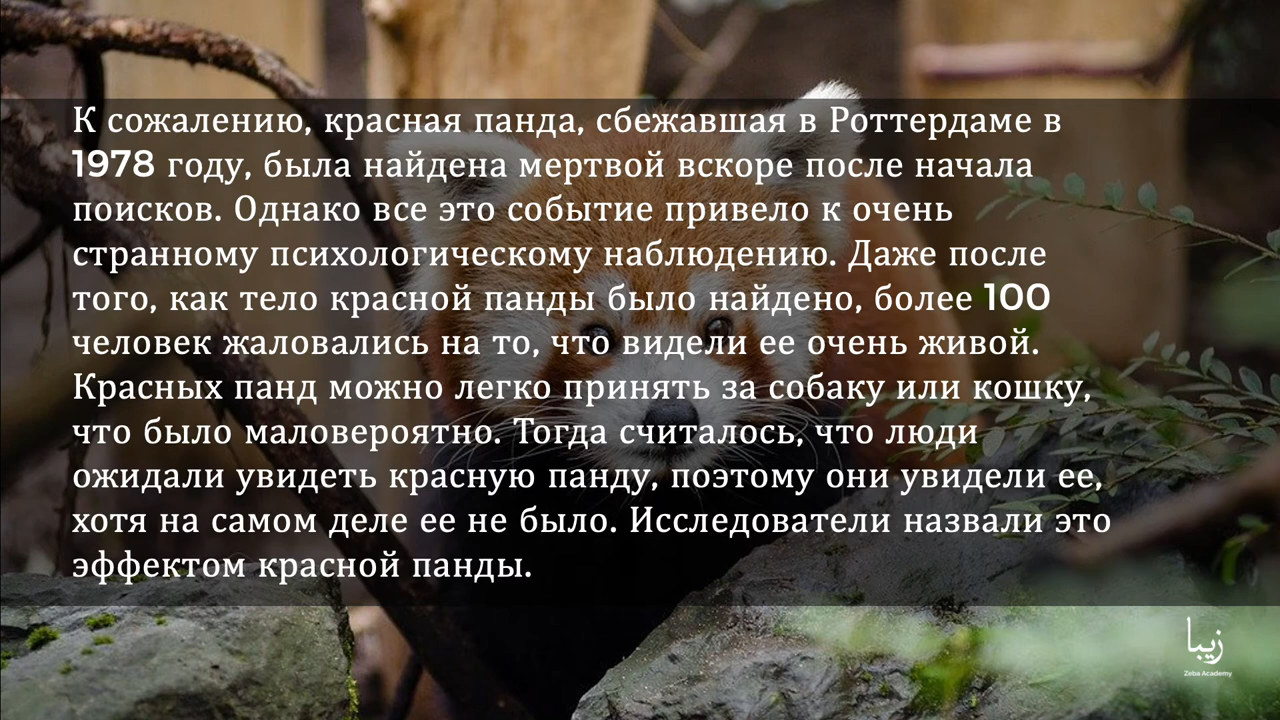 К сожалению, красная панда, сбежавшая в Роттердаме в
1978 году, была найдена мертвой вскоре после начала
поисков. Однако все это событие привело к очень
странному психологическому наблюдению. Даже после
того, как тело красной панды было найдено, более 100
человек жаловались на то, что видели ее очень живой.
Красных панд можно легко принять за собаку или кошку,
что было маловероятно. Тогда считалось, что люди
ожидали увидеть красную панду, поэтому они увидели ее,
хотя на самом деле ее не было. Исследователи назвали это
эффектом красной панды.
زیبا
Zeba Academy